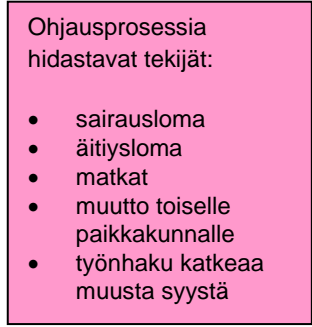 Ohjausprosessia
hidastavat tekijät:
• sairausloma
• äitiysloma
• matkat
• muutto toiselle
paikkakunnalle
• työnhaku katkeaa
muusta syystä